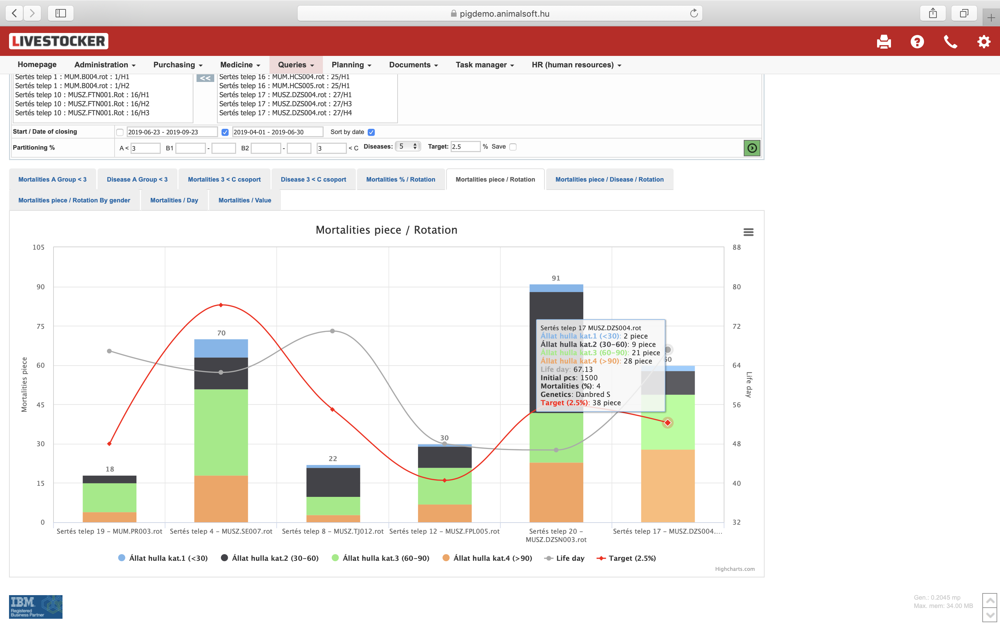 pigdemo.animalsoft.hu
LIVESTOCKER
Homepage Administration Purchasing Medicine Queries Planning Documents Task manager HR (human resources)
Sertés telep 1 : MUM.B004.rot : 1/H1
Sertés telep 1 : MUM.B004.rot : 1/H2
Sertés telep 10 : MUSZ.FTN001.Rot : 16/H1
Sertés telep 10 : MUSZ.FTN001.Rot : 16/H2
Sertés telep 10 : MUSZ.FTN001.Rot : 16/H3
<<
Sertés telep 16 : MUM.HCS004.rot : 25/H1
Sertés telep 16 : MUM.HCS005.rot : 25/H1
Sertés telep 17 : MUSZ.DZS004.rot : 27/H1
Sertés telep 17 : MUSZ.DZS004.rot : 27/H3
Sertés telep 17 : MUSZ.DZS004.rot : 27/H4
Start / Date of closing 2019-06-23 - 2019-09-23 2019-04-01 - 2019-06-30 Sort by date
Partitioning % A < 3 B1 - B2 - 3 < C Diseases: 5 Target: 2.5 % Save
Mortalities A Group < 3 Disease A Group < 3 Mortalities 3 < C csoport Disease 3 < C csoport Mortalities % / Rotation Mortalities piece / Rotation Mortalities piece / Disease / Rotation
Mortalities piece / Rotation By gender Mortalities / Day Mortalities / Value
Mortalities piece / Rotation
105
90
75
60
45
30
15
0
Mortalities piece
88
80
72
64
56
48
40
32
Life day
18
70
22
30
91
60
Sertés telep 17 MUSZ.DZS004.rot
Állat hulla kat.1 (<30): 2 piece
Állat hulla kat.2 (30-60): 9 piece
Állat hulla kat.3 (60-90): 21 piece
Állat hulla kat.4 (>90): 28 piece
Life day: 67.13
Initial pcs: 1500
Mortalities (%): 4
Genetics: Danbred S
Target (2.5%): 38 piece
Sertés telep 19 - MUM.PR003.rot
Sertés telep 4 - MUSZ.SE007.rot
Sertés telep 8 - MUSZ.TJ012.rot
Sertés telep 12 - MUSZ.FPL005.rot
Sertés telep 20 -
MUSZ.DZSN003.rot
Sertés telep 17 - MUSZ.DZS004....
Állat hulla kat.1 (<30) Állat hulla kat.2 (30-60) Állat hulla kat.3 (60-90) Állat hulla kat.4 (>90) Life day Target (2.5%)
Highcharts.com
IBM
Registered
Business Partner
Gen.: 0.2045 mp
Max. mem: 34.00 MB